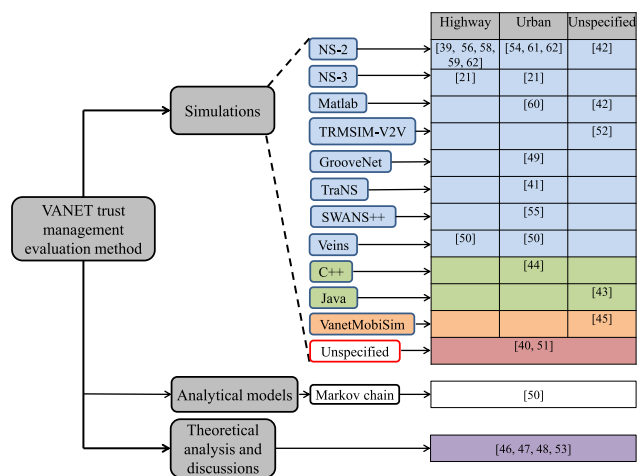 Highway Urban Unspecified
NS-2 [39, 56, 58, 59, 62] [54, 61, 62] [42]
NS-3 [21] [21]
Matlab [60] [42]
TRMSIM-V2V [52]
GrooveNet [49]
TraNS [41]
SWANS++ [55]
Veins [50] [50]
C++ [44]
Java [43]
VanetMobiSim [45]
Unspecified [40, 51]
Simulations
VANET trust
management
evaluation method
Analytical models Markov chain [50]
Theoretical
analysis and
discussions
[46, 47, 48, 53]